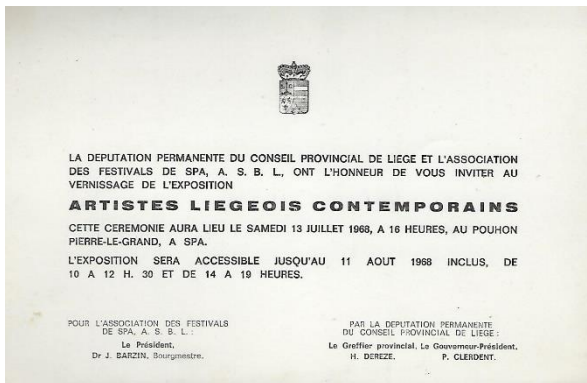 LA DEPUTATION PERMANENTE DU CONSEIL PROVINCIAL DE LIEGE ET L'ASSOCIATION
DES FESTIVALS DE SPA, A. S. B. L., ONT L'HONNEUR DE VOUS INVITER AU
VERNISSAGE DE L'EXPOSITION
ARTISTES LIEGEOIS CONTEMPORAINS
CETTE CEREMONIE AURA LIEU LE SAMEDI 13 JUILLET 1968, A 16 HEURES, AU POUHON
PIERRE-LE-GRAND, A SPA.
L'EXPOSITION SERA ACCESSIBLE JUSQU'AU 11 AOUT 1968 INCLUS, DE
10 A 12 H. 30 ET DE 14 A 19 HEURES.
POUR L'ASSOCIATION DES FESTIVALS
DE SPA, A. S. B. L. :
Le Président,
Dr J. BARZIN, Bourgmestre.
PAR LA DEPUTATION PERMANENTE
DU CONSEIL PROVINCIAL DE LIEGE :
Le Greffier provincial, Le Gouverneur-Président,
H. DEREZE. P. CLERDENT.